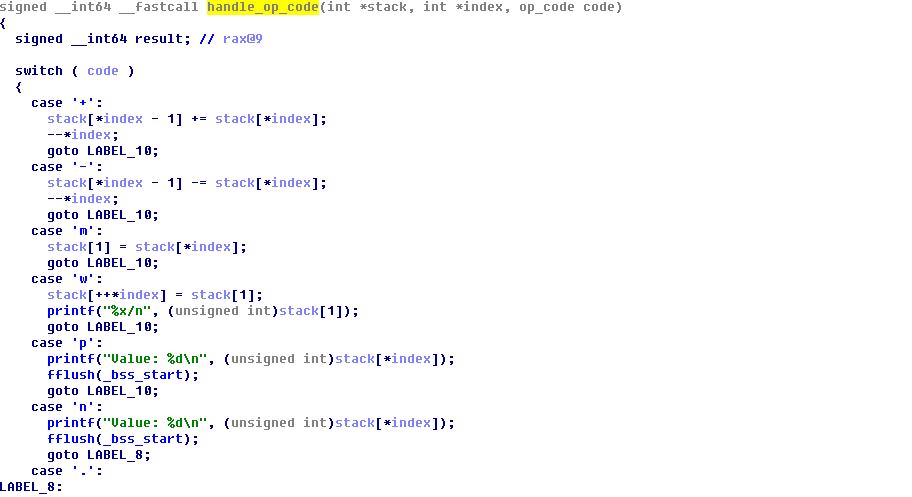 signed __int64 __fastcall handle_op_code(int *stack, int *index, op_code code)
{
  signed __int64 result; // rax@9

  switch ( code )
  {
    case '+':
      stack[*index - 1] += stack[*index];
      --*index;
      goto LABEL_10;
    case '-':
      stack[*index - 1] -= stack[*index];
      --*index;
      goto LABEL_10;
    case 'm':
      stack[1] = stack[*index];
      goto LABEL_10;
    case 'w':
      stack[++*index] = stack[1];
      printf("%x/n", (unsigned int)stack[1]);
      goto LABEL_10;
    case 'p':
      printf("Value: %d\n", (unsigned int)stack[*index]);
      fflush(_bss_start);
      goto LABEL_10;
    case 'n':
      printf("Value: %d\n", (unsigned int)stack[*index]);
      fflush(_bss_start);
      goto LABEL_8;
    case '.':
LABEL_8: